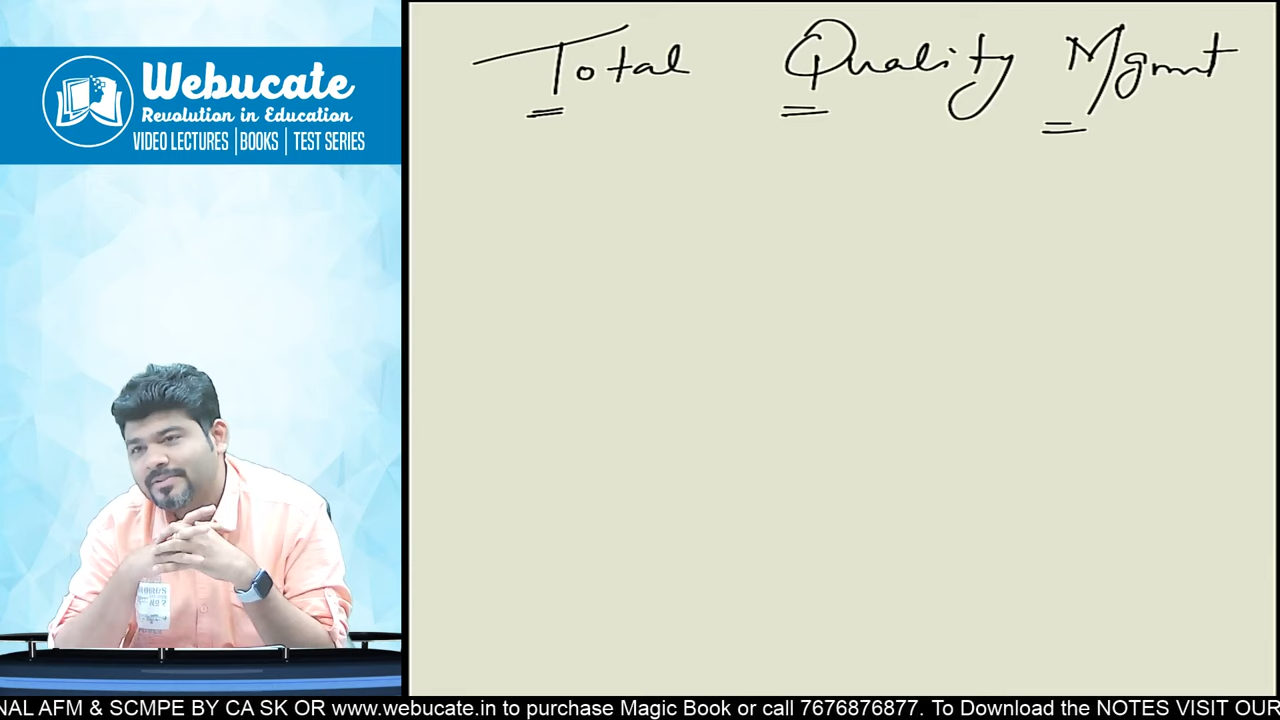 Total Quality Mgmnt
Webucate
Revolution in Education
VIDEO LECTURES | BOOKS | TEST SERIES
NAL AFM & SCMPE BY CA SK OR www.webucate.in to purchase Magic Book or call 7676876877. To Download the NOTES VISIT OUR